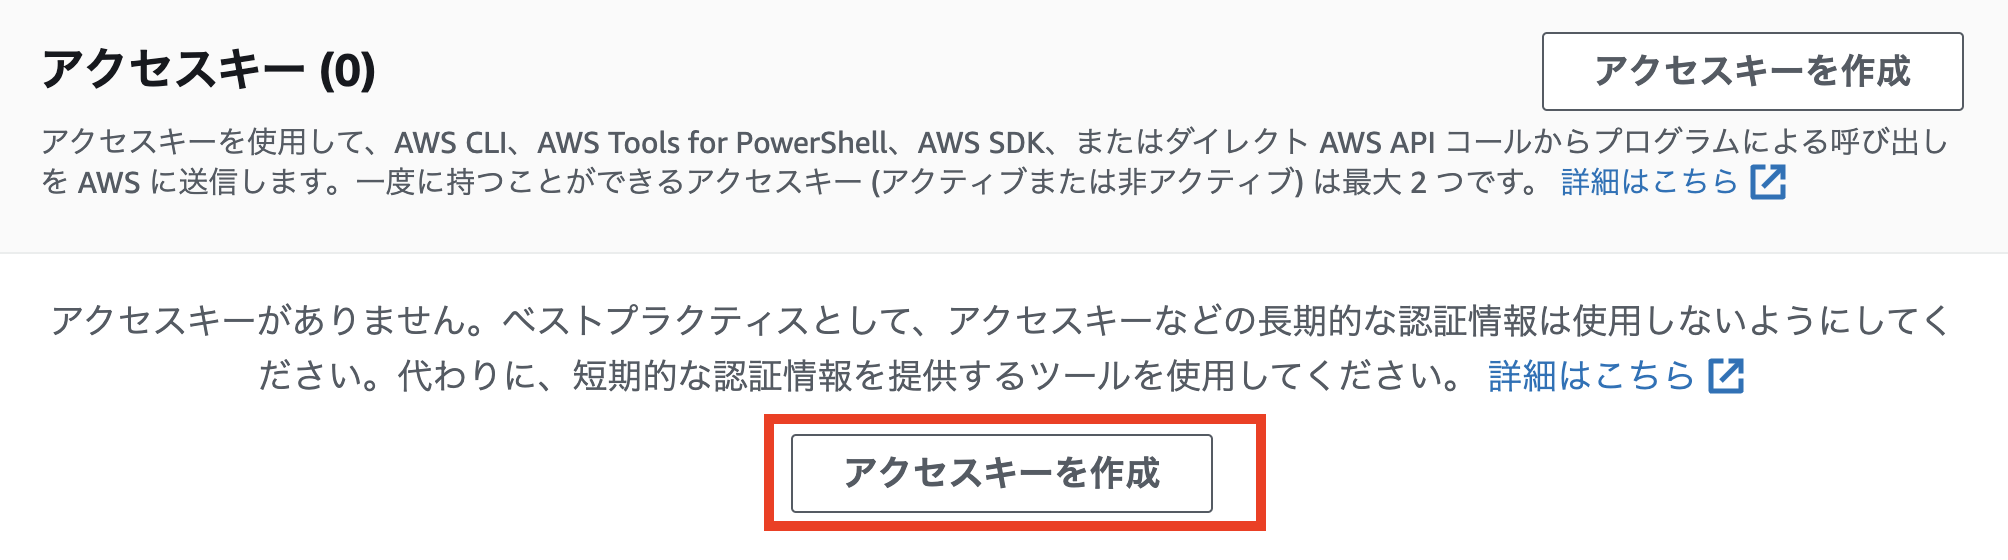 アクセスキー (0)
アクセスキーを作成
アクセスキーを使用して、AWS CLI、AWS Tools for PowerShell、AWS SDK、またはダイレクト AWS API コールからプログラムによる呼び出し
を AWS に送信します。一度に持つことができるアクセスキー (アクティブまたは非アクティブ) は最大 2 つです。 詳細はこちら
アクセスキーがありません。ベストプラクティスとして、アクセスキーなどの長期的な認証情報は使用しないようにしてく
ださい。代わりに、短期的な認証情報を提供するツールを使用してください。 詳細はこちら
アクセスキーを作成